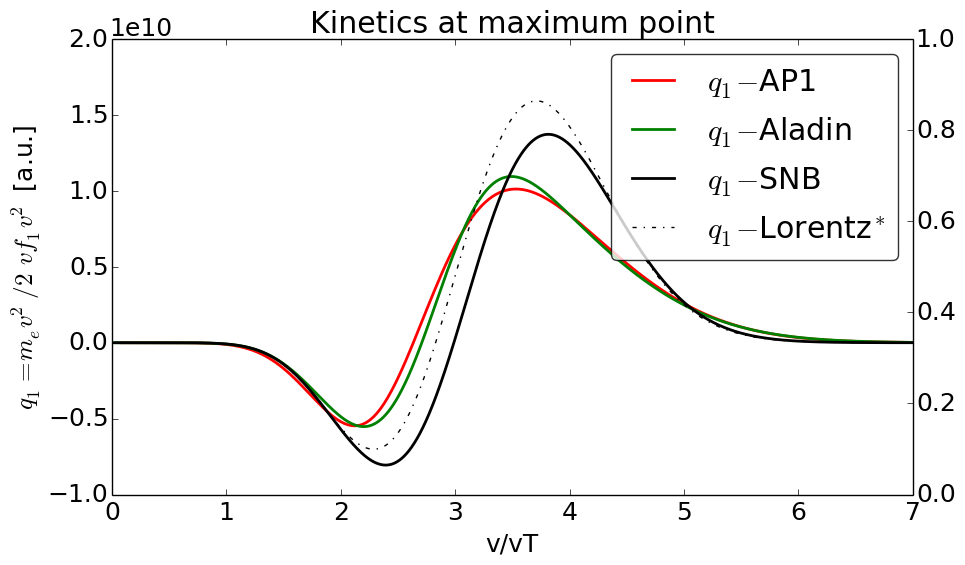 Kinetics at maximum point
1e10
2.0
1.5
1.0
0.5
0.0
−0.5
−1.0
q₁ = mₑv² / 2 vf₁v² [a.u.]
1.0
0.8
0.6
0.4
0.2
0.0
q₁ −AP1
q₁ −Aladin
q₁ −SNB
q₁ −Lorentz*
0 1 2 3 4 5 6 7
v/vT